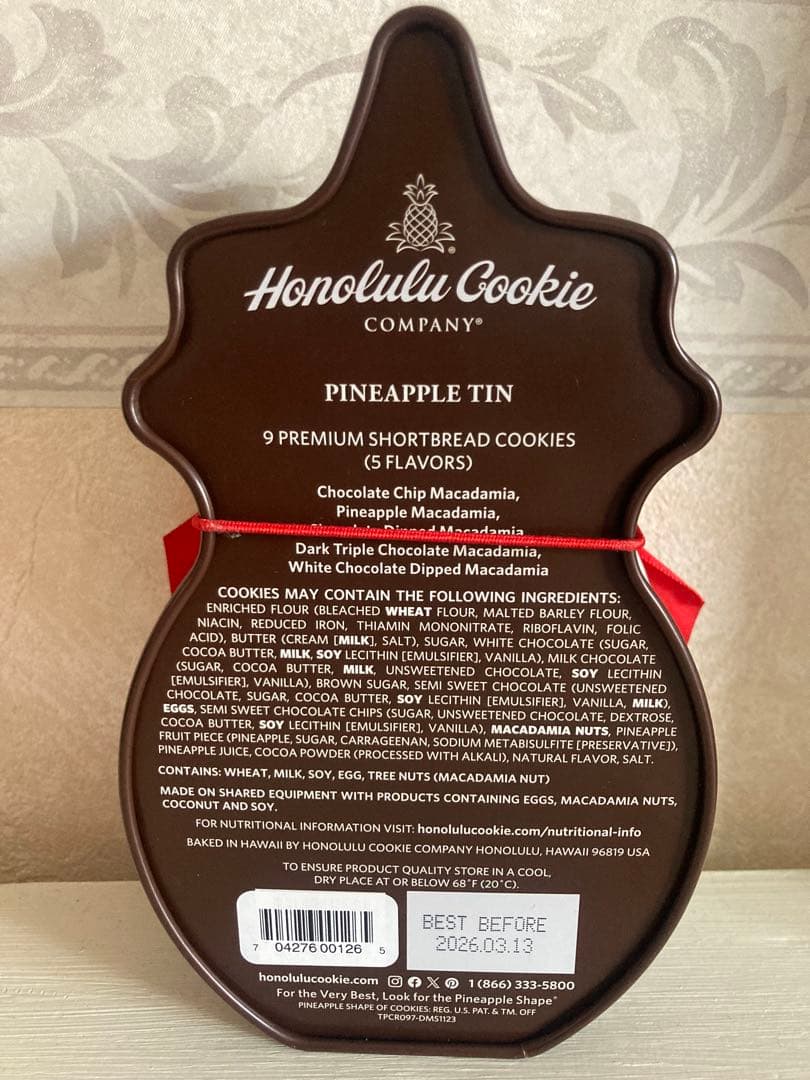 Honolulu Cookie
COMPANY®
PINEAPPLE TIN
9 PREMIUM SHORTBREAD COOKIES
(5 FLAVORS)
Chocolate Chip Macadamia,
Pineapple Macadamia,
Dipped Macadamia
Dark Triple Chocolate Macadamia,
White Chocolate Dipped Macadamia
COOKIES MAY CONTAIN THE FOLLOWING INGREDIENTS:
ENRICHED FLOUR (BLEACHED WHEAT FLOUR, MALTED BARLEY FLOUR,
NIACIN, REDUCED IRON, THIAMIN MONONITRATE, RIBOFLAVIN, FOLIC
ACID), BUTTER (CREAM [MILK], SALT), SUGAR, WHITE CHOCOLATE (SUGAR,
COCOA BUTTER, MILK, SOY LECITHIN [EMULSIFIER], VANILLA), MILK CHOCOLATE
(SUGAR, COCOA BUTTER, MILK, UNSWEETENED CHOCOLATE, SOY LECITHIN
[EMULSIFIER], VANILLA), BROWN SUGAR, SEMI SWEET CHOCOLATE (UNSWEETENED
CHOCOLATE, SUGAR, COCOA BUTTER, SOY LECITHIN [EMULSIFIER], VANILLA, MILK),
EGGS, SEMI SWEET CHOCOLATE CHIPS (SUGAR, UNSWEETENED CHOCOLATE, DEXTROSE,
COCOA BUTTER, SOY LECITHIN [EMULSIFIER], VANILLA), MACADAMIA NUTS, PINEAPPLE
FRUIT PIECE (PINEAPPLE, SUGAR, CARRAGEENAN, SODIUM METABISULFITE [PRESERVATIVE]),
PINEAPPLE JUICE, COCOA POWDER (PROCESSED WITH ALKALI), NATURAL FLAVOR, SALT.
CONTAINS: WHEAT, MILK, SOY, EGG, TREE NUTS (MACADAMIA NUT)
MADE ON SHARED EQUIPMENT WITH PRODUCTS CONTAINING EGGS, MACADAMIA NUTS,
COCONUT AND SOY.
FOR NUTRITIONAL INFORMATION VISIT: honolulucookie.com/nutritional-info
BAKED IN HAWAII BY HONOLULU COOKIE COMPANY HONOLULU, HAWAII 96819 USA
TO ENSURE PRODUCT QUALITY STORE IN A COOL,
DRY PLACE AT OR BELOW 68°F (20°C).
7 04276 00126 5
BEST BEFORE
2026.03.13
honolulucookie.com 1 (866) 333-5800
For the Very Best, Look for the Pineapple Shape®
PINEAPPLE SHAPE OF COOKIES: REG. U.S. PAT. & TM. OFF
TPCR097-DM51123